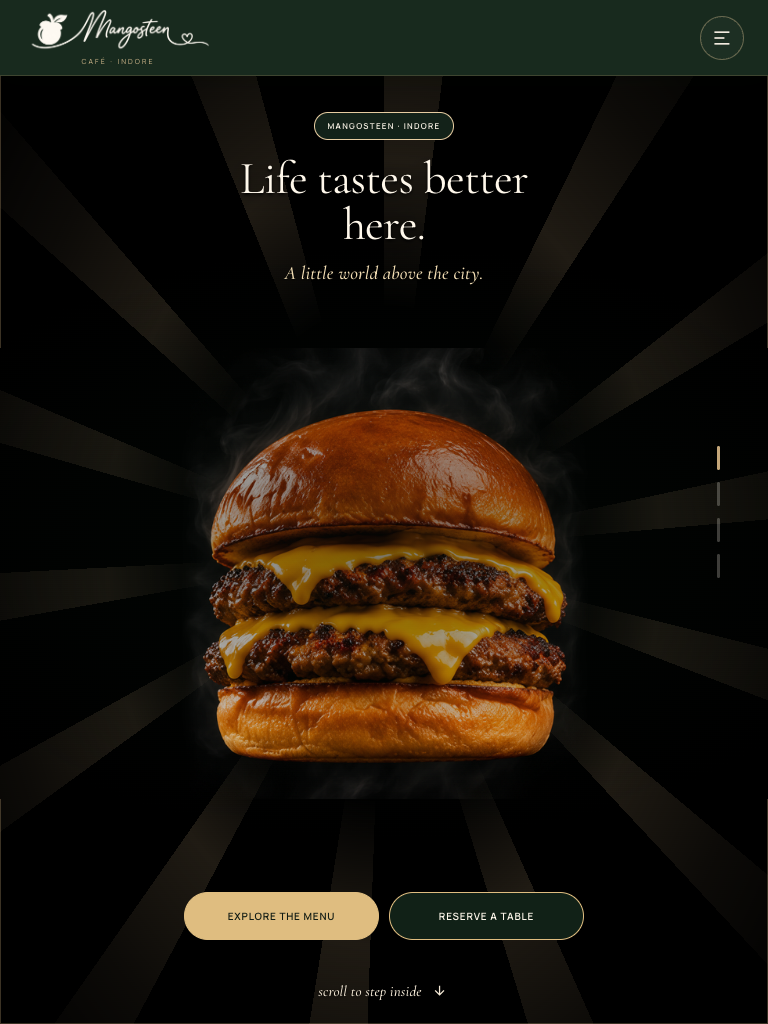 Mangosteen
CAFÉ · INDORE
MANGOSTEEN · INDORE
Life tastes better
here.
A little world above the city.
EXPLORE THE MENU
RESERVE A TABLE
scroll to step inside